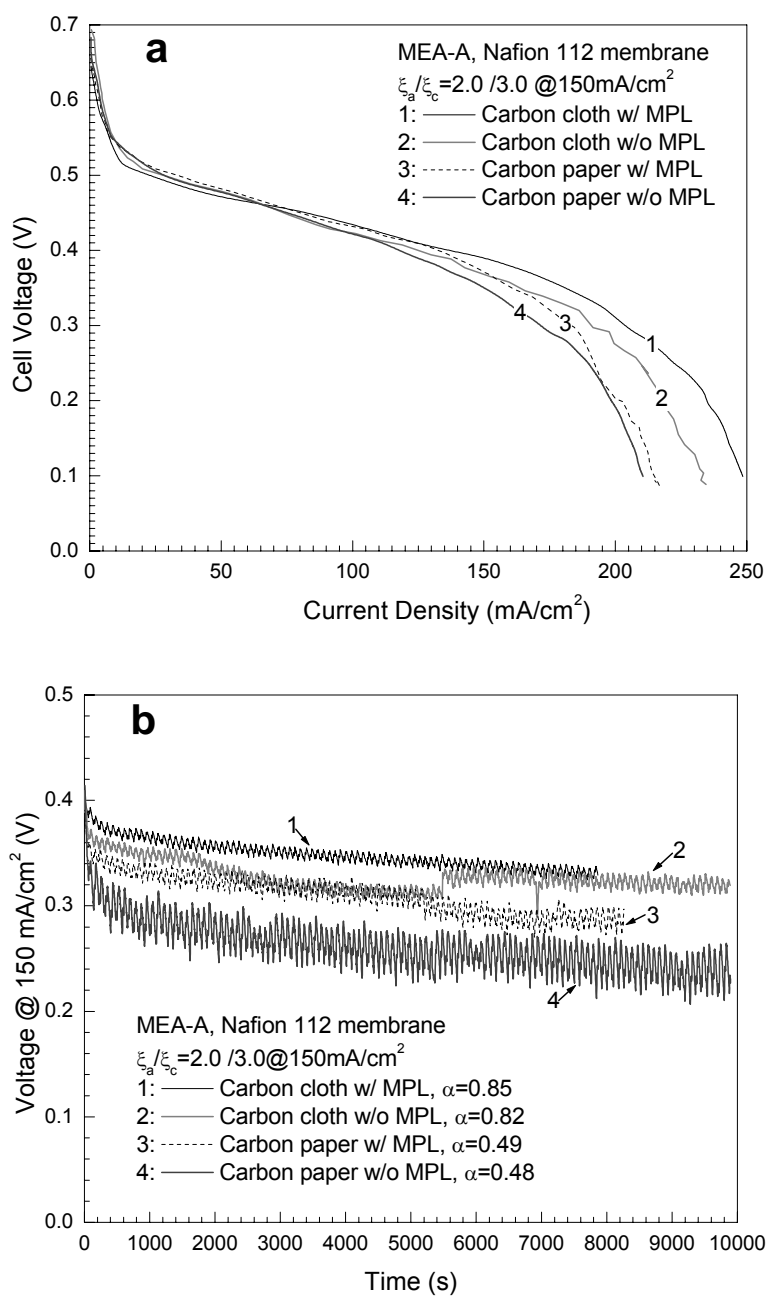 a
MEA-A, Nafion 112 membrane
ξa/ξc=2.0 /3.0 @150mA/cm2
1: Carbon cloth w/ MPL
2: Carbon cloth w/o MPL
3: Carbon paper w/ MPL
4: Carbon paper w/o MPL
0.7
0.6
0.5
0.4
0.3
0.2
0.1
0.0
Cell Voltage (V)
4
3
1
2
0 50 100 150 200 250
Current Density (mA/cm2)
b
0.5
0.4
0.3
0.2
0.1
0.0
Voltage @ 150 mA/cm2 (V)
1
2
3
4
MEA-A, Nafion 112 membrane
ξa/ξc=2.0 /3.0@150mA/cm2
1: Carbon cloth w/ MPL, α=0.85
2: Carbon cloth w/o MPL, α=0.82
3: Carbon paper w/ MPL, α=0.49
4: Carbon paper w/o MPL, α=0.48
0 1000 2000 3000 4000 5000 6000 7000 8000 9000 10000
Time (s)